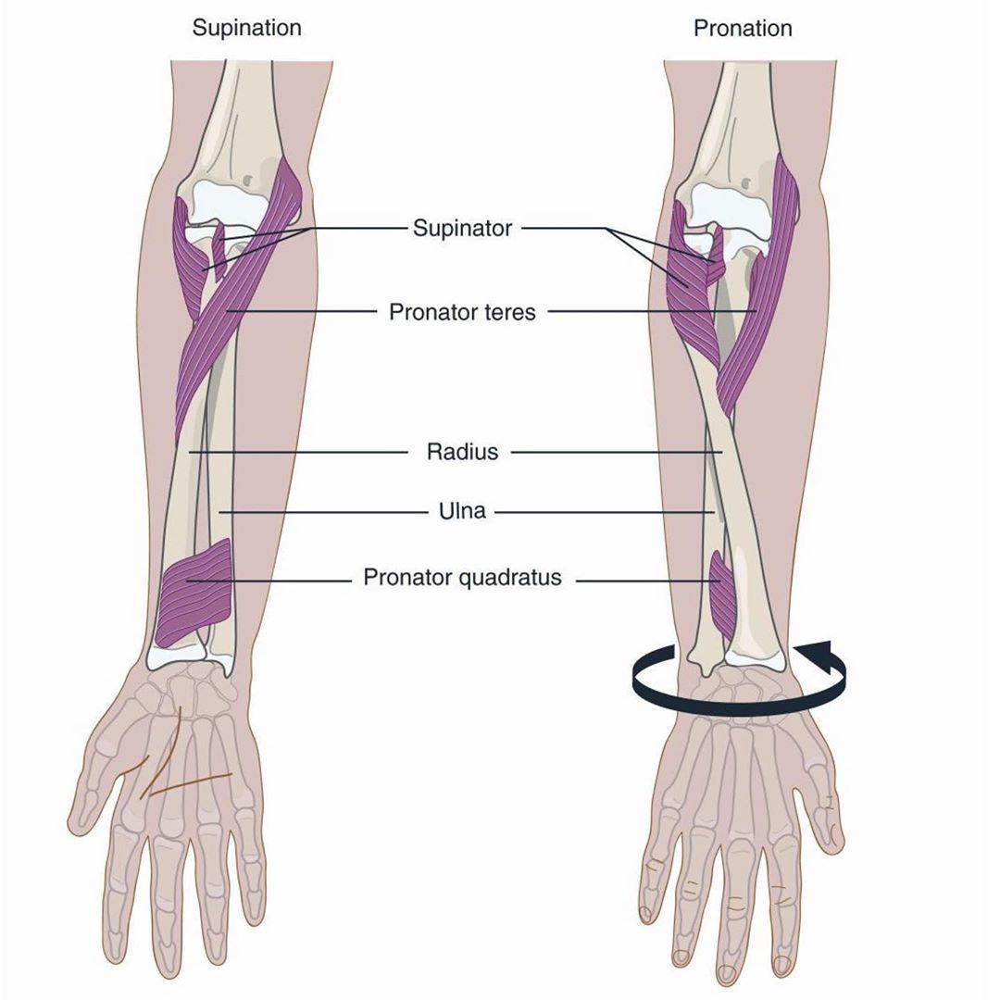 Supination
Pronation
Supinator
Pronator teres
Radius
Ulna
Pronator quadratus